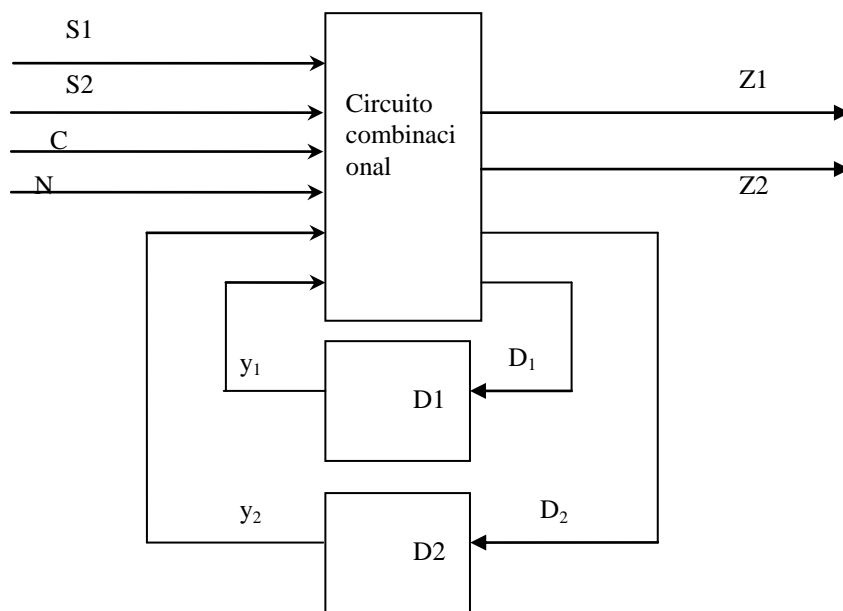 S1
S2
C
N
Circuito
combinaci
onal
Z1
Z2
y₁
D₁
D1
y₂
D₂
D2